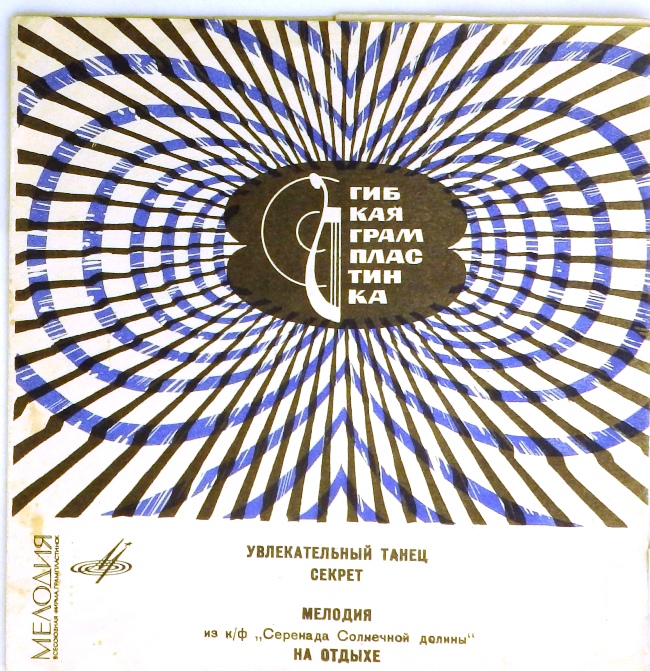 ГИБ
КАЯ
ГРАМ
ПЛАС
ТИН
КА
МЕЛОДИЯ
ВСЕСОЮЗНАЯ ФИРМА ГРАМПЛАСТИНОК
УВЛЕКАТЕЛЬНЫЙ ТАНЕЦ
СЕКРЕТ
МЕЛОДИЯ
из к/ф „Серенада Солнечной долины"
НА ОТДЫХЕ